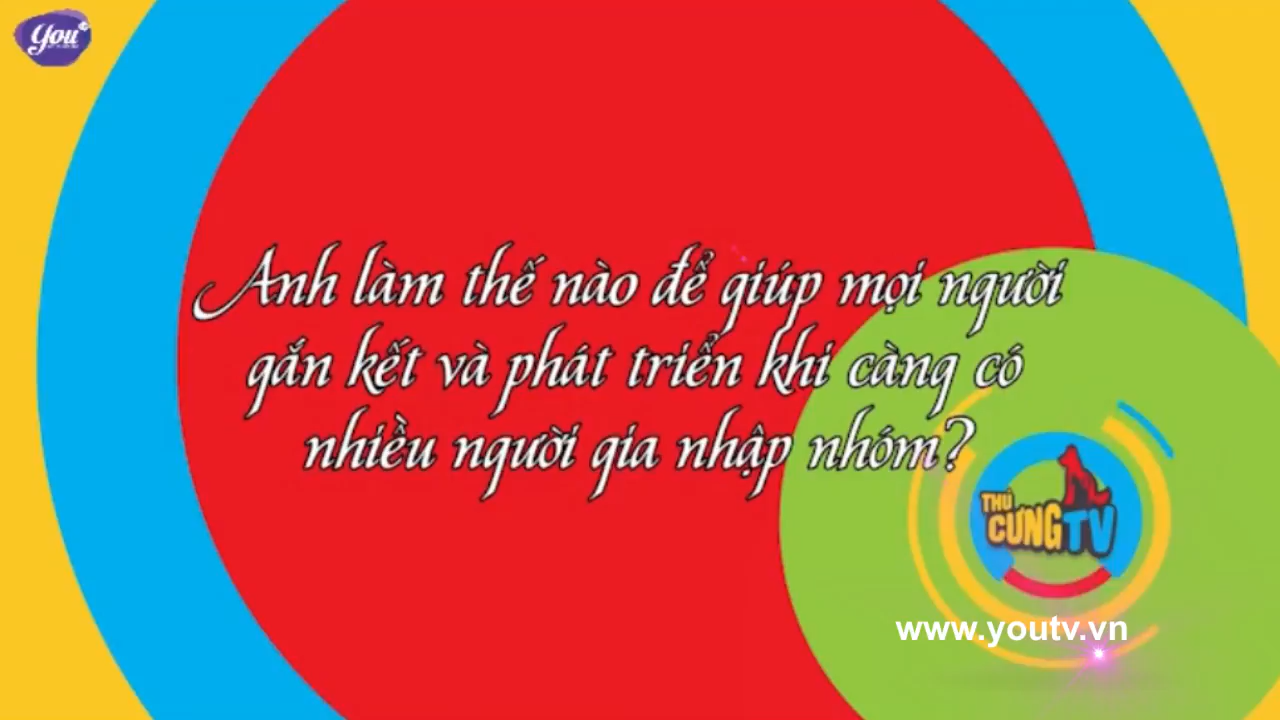 You
Anh làm thế nào để giúp mọi người
gắn kết và phát triển khi càng có
nhiều người gia nhập nhóm?
THÚ
CƯNG TV
www.youtv.vn